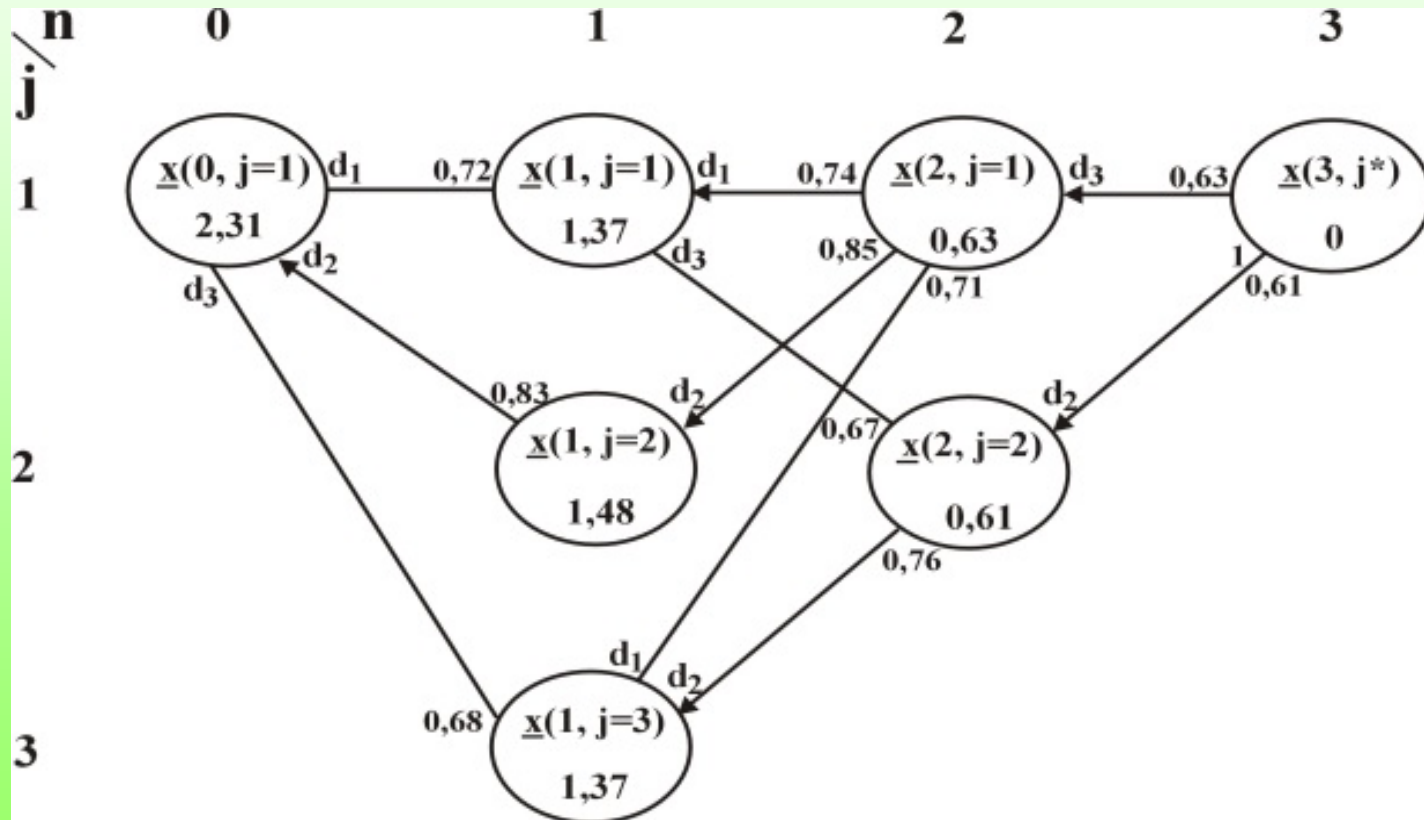 n 0 1 2 3
j
1
x(0, j=1) d1 0,72 x(1, j=1) d1 0,74 x(2, j=1) d3 0,63 x(3, j*)
2,31 1,37 0,63 0
d3 d2 d3 0,85 0,71 1 0,61
2
0,83 d2 0,67 d2
x(1, j=2) x(2, j=2)
1,48 0,61
0,76
3
d1 d2
0,68 x(1, j=3)
1,37